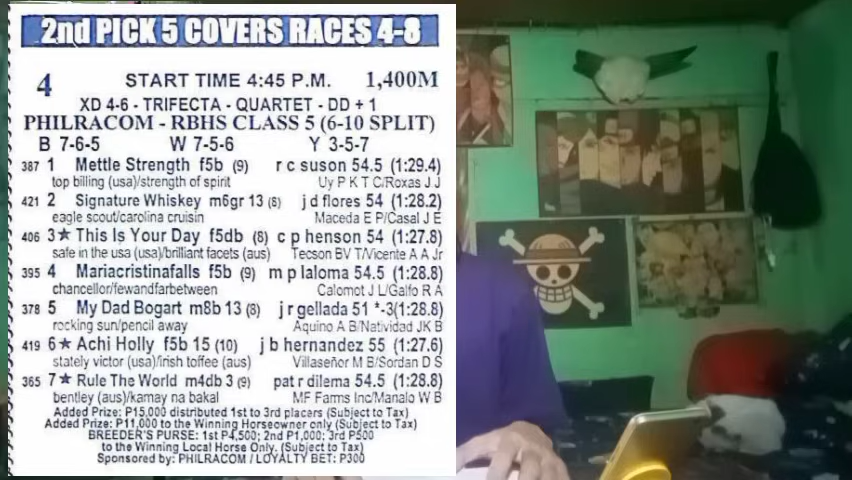 2nd PICK 5 COVERS RACES 4-8
4 START TIME 4:45 P.M. 1,400M
XD 4-6 - TRIFECTA - QUARTET - DD + 1
PHILRACOM - RBHS CLASS 5 (6-10 SPLIT)
B 7-6-5 W 7-5-6 Y 3-5-7
387 1 Mettle Strength f5b (9) r c suson 54.5 (1:29.4)
top billing (usa)/strength of spirit Uy P K T C/Roxas J J
421 2 Signature Whiskey m6gr 13 (8) j d flores 54 (1:28.2)
eagle scout/carolina cruisin Maceda E P/Casal J E
406 3★ This Is Your Day f5db (8) c p henson 54 (1:27.8)
safe in the usa (usa)/brilliant facets (aus) Tecson BV T/Vicente A A Jr
395 4 Mariacristinafalls f5b (9) m p laloma 54.5 (1:28.8)
chancellor/fewandfarbetween Calomot J L/Galfo R A
378 5 My Dad Bogart m8b 13 (8) j r gellada 51 *-3(1:28.8)
rocking sun/pencil away Aquino A B/Natividad JK B
419 6★ Achi Holly f5b 15 (10) j b hernandez 55 (1:27.6)
stately victor (usa)/irish toffee (aus) Villaseñor M B/Sordan D S
365 7★ Rule The World m4db 3 (9) pat r dilema 54.5 (1:28.8)
bentley (aus)/kamay na bakal MF Farms Inc/Manalo W B
Added Prize: P15,000 distributed 1st to 3rd placers (Subject to Tax)
Added Prize: P11,000 to the Winning Horseowner only (Subject to Tax)
BREEDER'S PURSE: 1st P4,500; 2nd P1,000; 3rd P500
to the Winning Local Horse Only. (Subject to Tax)
Sponsored by: PHILRACOM / LOYALTY BET: P300